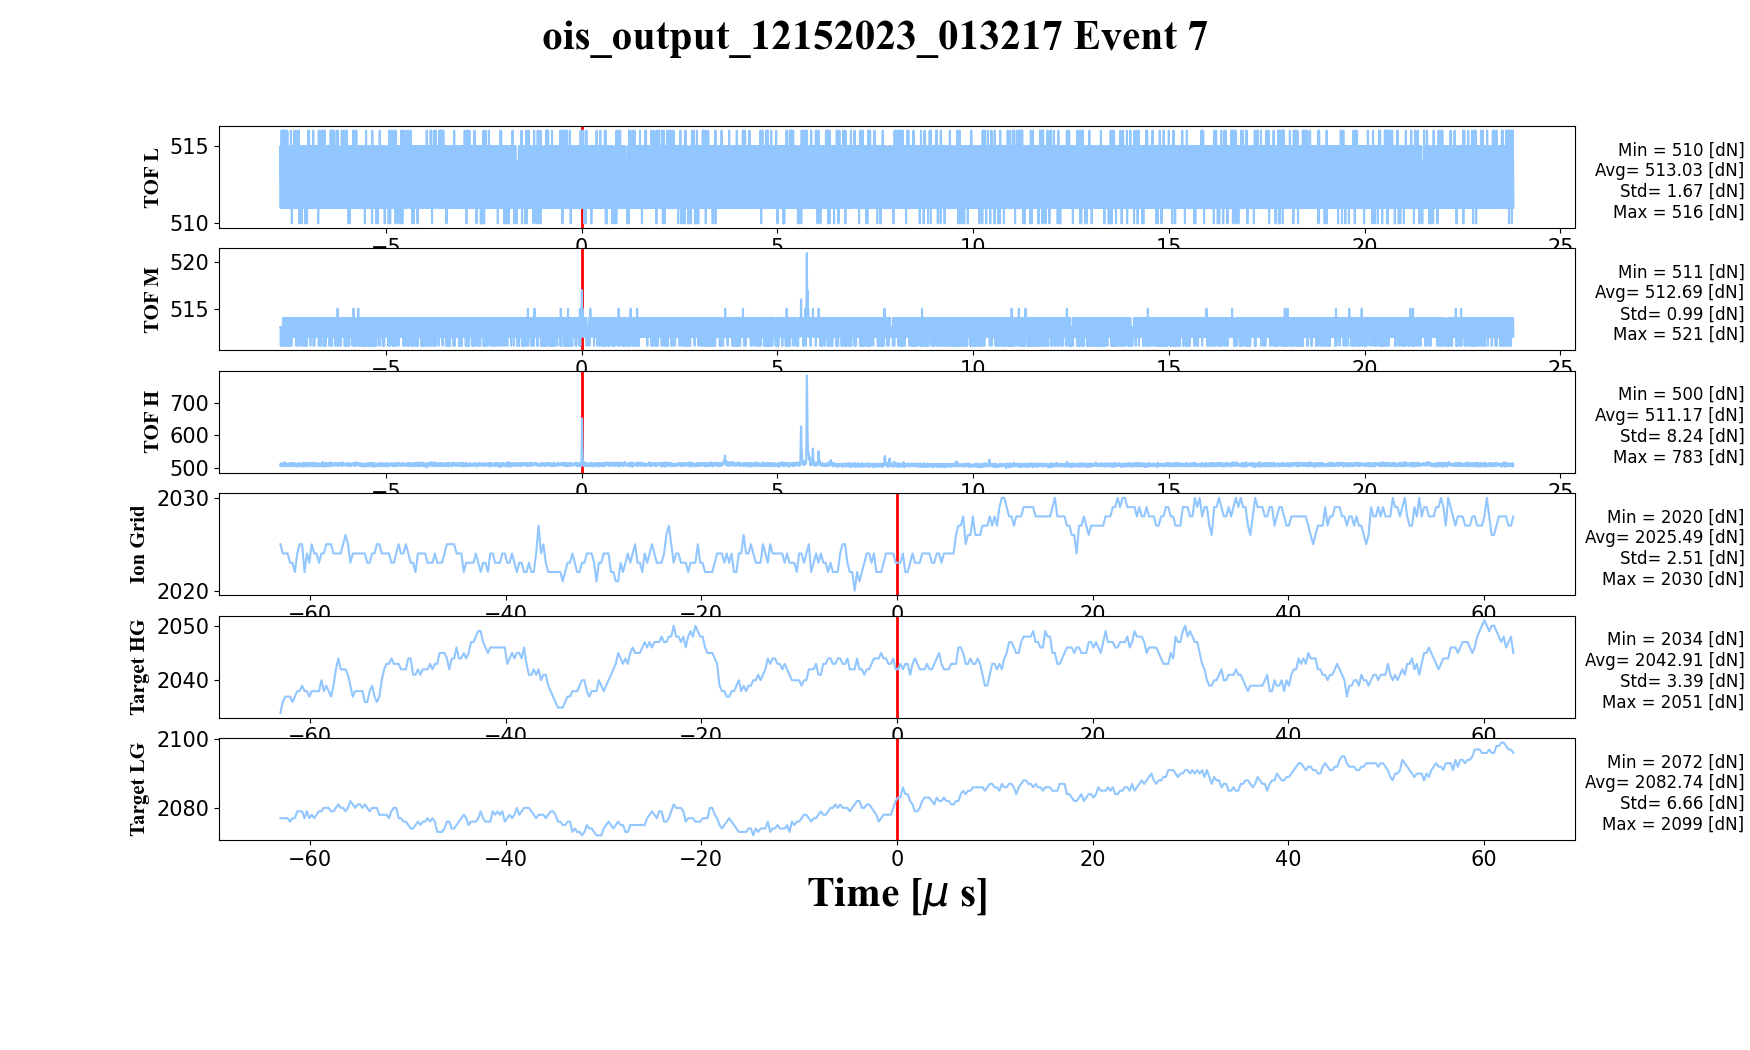 ois_output_12152023_013217 Event 7
TOF L
515
510
−5 0 5 10 15 20 25
Min = 510 [dN]
Avg= 513.03 [dN]
Std= 1.67 [dN]
Max = 516 [dN]
TOF M
520
515
−5 0 5 10 15 20 25
Min = 511 [dN]
Avg= 512.69 [dN]
Std= 0.99 [dN]
Max = 521 [dN]
TOF H
700
600
500
−5 0 5 10 15 20 25
Min = 500 [dN]
Avg= 511.17 [dN]
Std= 8.24 [dN]
Max = 783 [dN]
Ion Grid
2030
2020
−60 −40 −20 0 20 40 60
Min = 2020 [dN]
Avg= 2025.49 [dN]
Std= 2.51 [dN]
Max = 2030 [dN]
Target HG
2050
2040
−60 −40 −20 0 20 40 60
Min = 2034 [dN]
Avg= 2042.91 [dN]
Std= 3.39 [dN]
Max = 2051 [dN]
Target LG
2100
2080
−60 −40 −20 0 20 40 60
Min = 2072 [dN]
Avg= 2082.74 [dN]
Std= 6.66 [dN]
Max = 2099 [dN]
Time [μ s]